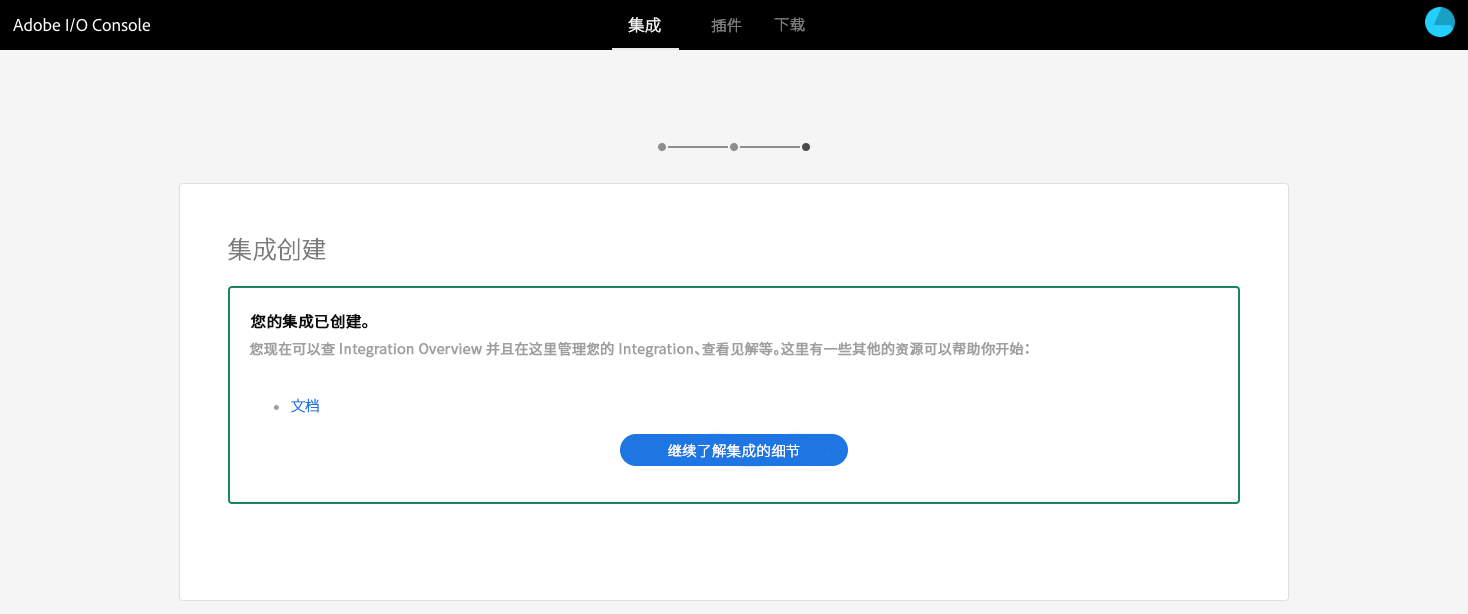 Adobe I/O Console
集成 插件 下载
集成创建
您的集成已创建。
您现在可以查 Integration Overview 并且在这里管理您的 Integration、查看见解等。这里有一些其他的资源可以帮助你开始：
文档
继续了解集成的细节